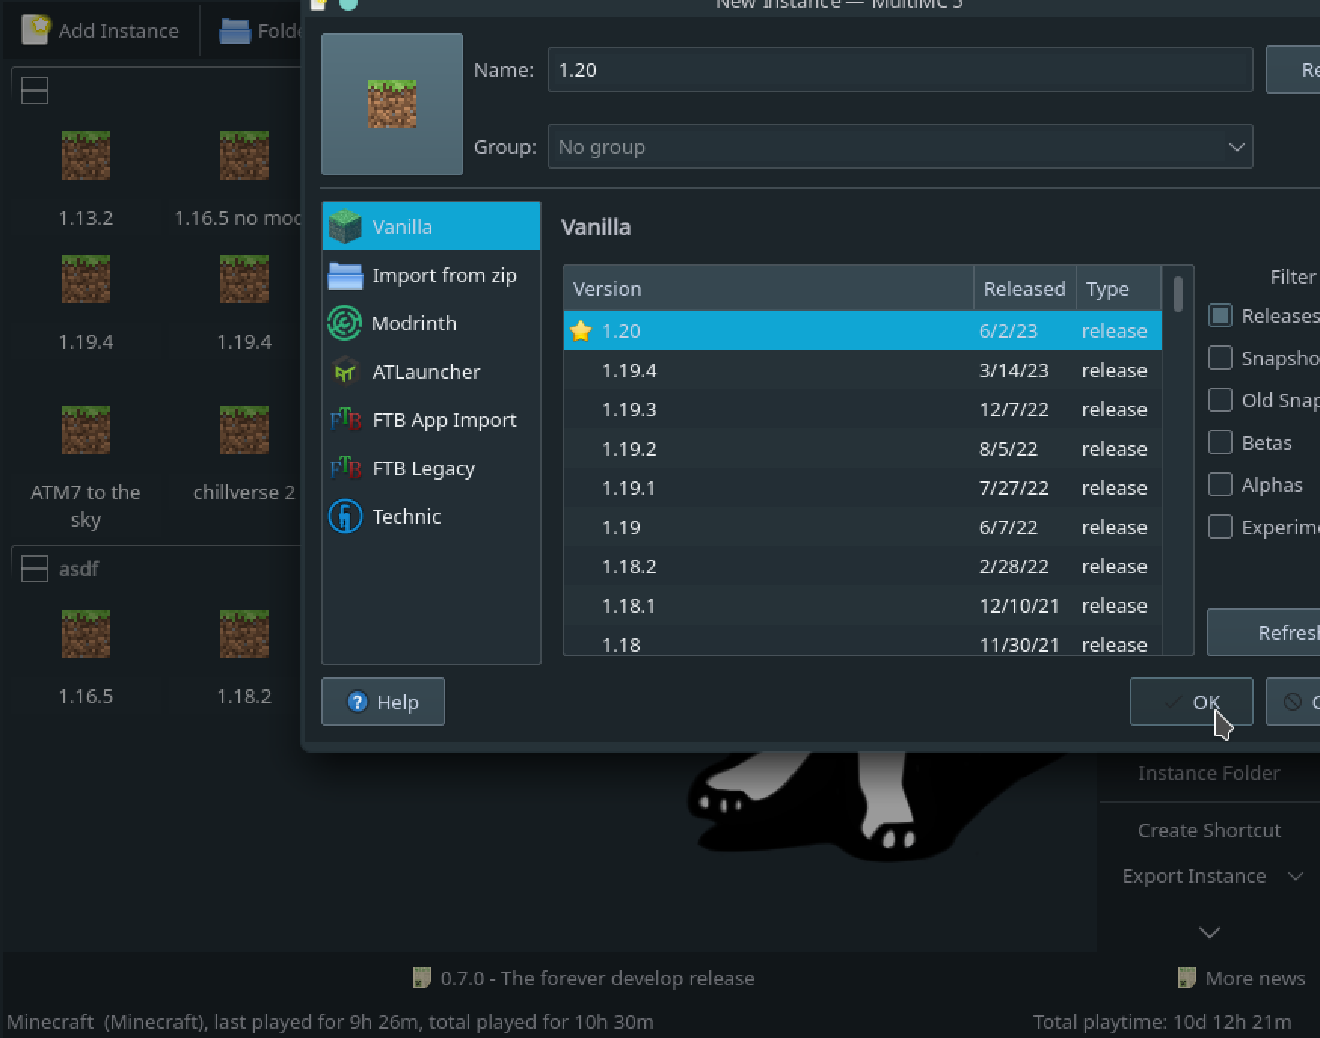 New Instance — MultiMC 5
Add Instance
Folde
Name: 1.20 Re
Group: No group
1.13.2 1.16.5 no mod
1.19.4 1.19.4
ATM7 to the sky
chillverse 2
asdf
1.16.5 1.18.2
Vanilla
Import from zip
Modrinth
ATLauncher
FTB App Import
FTB Legacy
Technic
Vanilla
Version Released Type
1.20 6/2/23 release
1.19.4 3/14/23 release
1.19.3 12/7/22 release
1.19.2 8/5/22 release
1.19.1 7/27/22 release
1.19 6/7/22 release
1.18.2 2/28/22 release
1.18.1 12/10/21 release
1.18 11/30/21 release
Filter
Releases
Snapsho
Old Snap
Betas
Alphas
Experime
Refresh
Help
OK
C
Instance Folder
Create Shortcut
Export Instance
0.7.0 - The forever develop release
More news
Minecraft (Minecraft), last played for 9h 26m, total played for 10h 30m
Total playtime: 10d 12h 21m